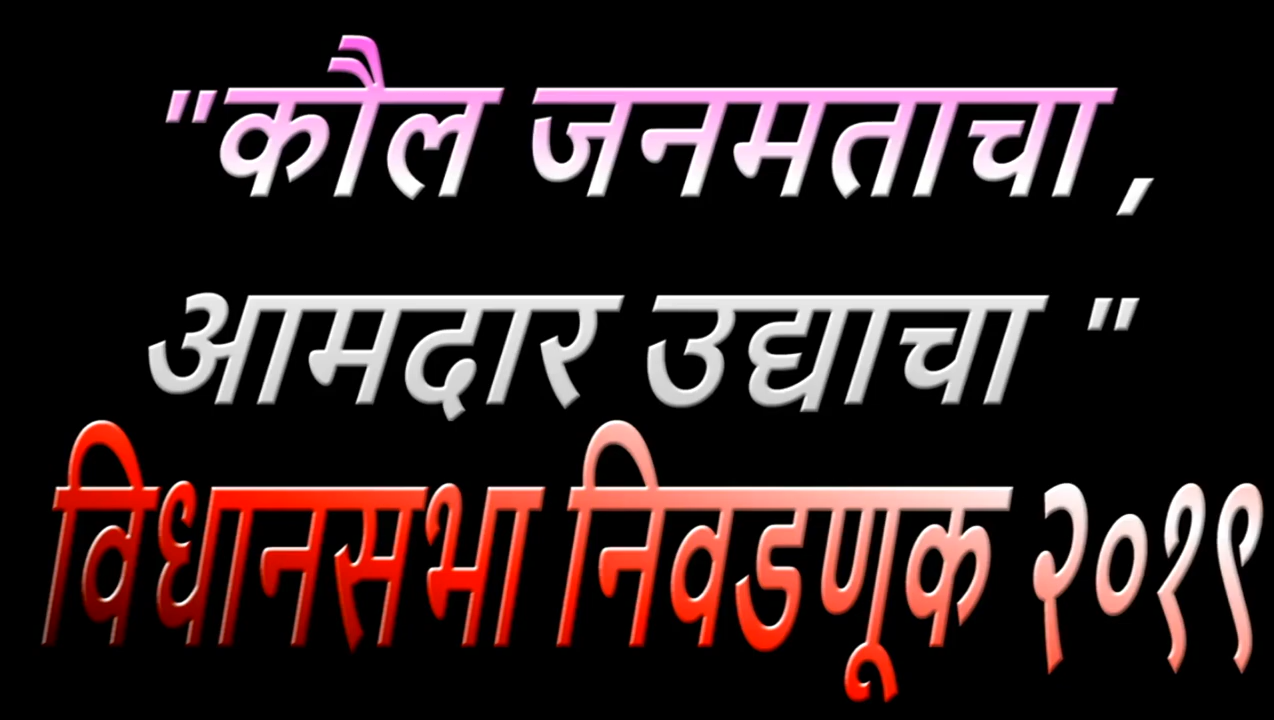 "कौल जनमताचा ,
आमदार उद्याचा "
विधानसभा निवडणूक २०१९